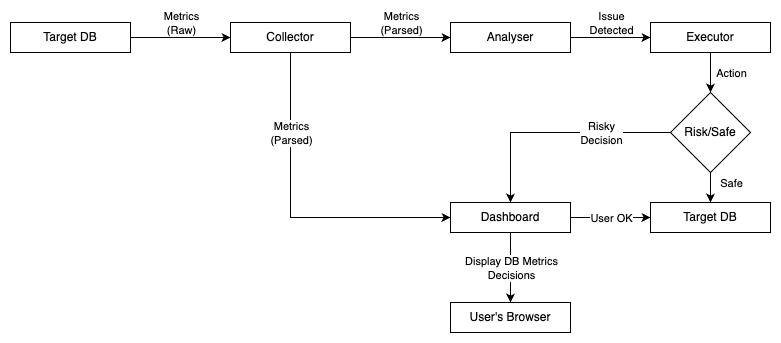 Metrics
(Raw)
Metrics
(Parsed)
Issue
Detected
Target DB
Collector
Analyser
Executor
Action
Metrics
(Parsed)
Risky
Decision
Risk/Safe
Safe
Dashboard
User OK
Target DB
Display DB Metrics
Decisions
User's Browser